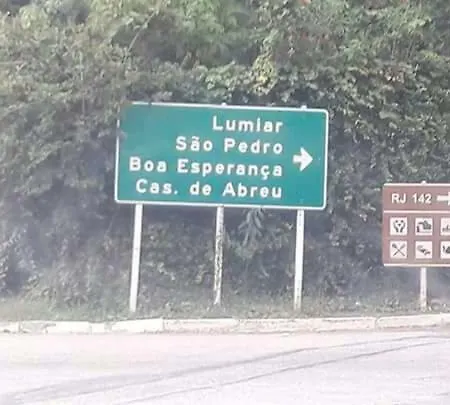 Lumiar
São Pedro
Boa Esperança
Cas. de Abreu
RJ 142